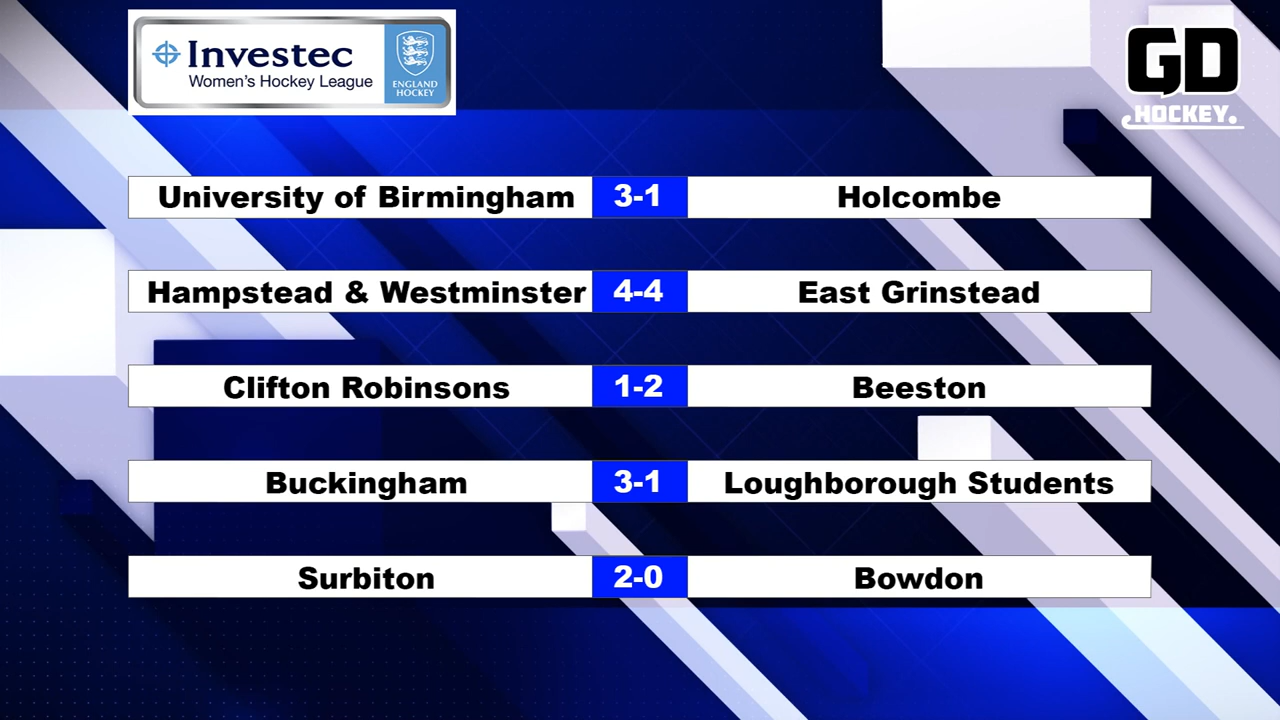 Investec
Women's Hockey League
ENGLAND
HOCKEY
GD
HOCKEY.
University of Birmingham 3-1 Holcombe
Hampstead & Westminster 4-4 East Grinstead
Clifton Robinsons 1-2 Beeston
Buckingham 3-1 Loughborough Students
Surbiton 2-0 Bowdon